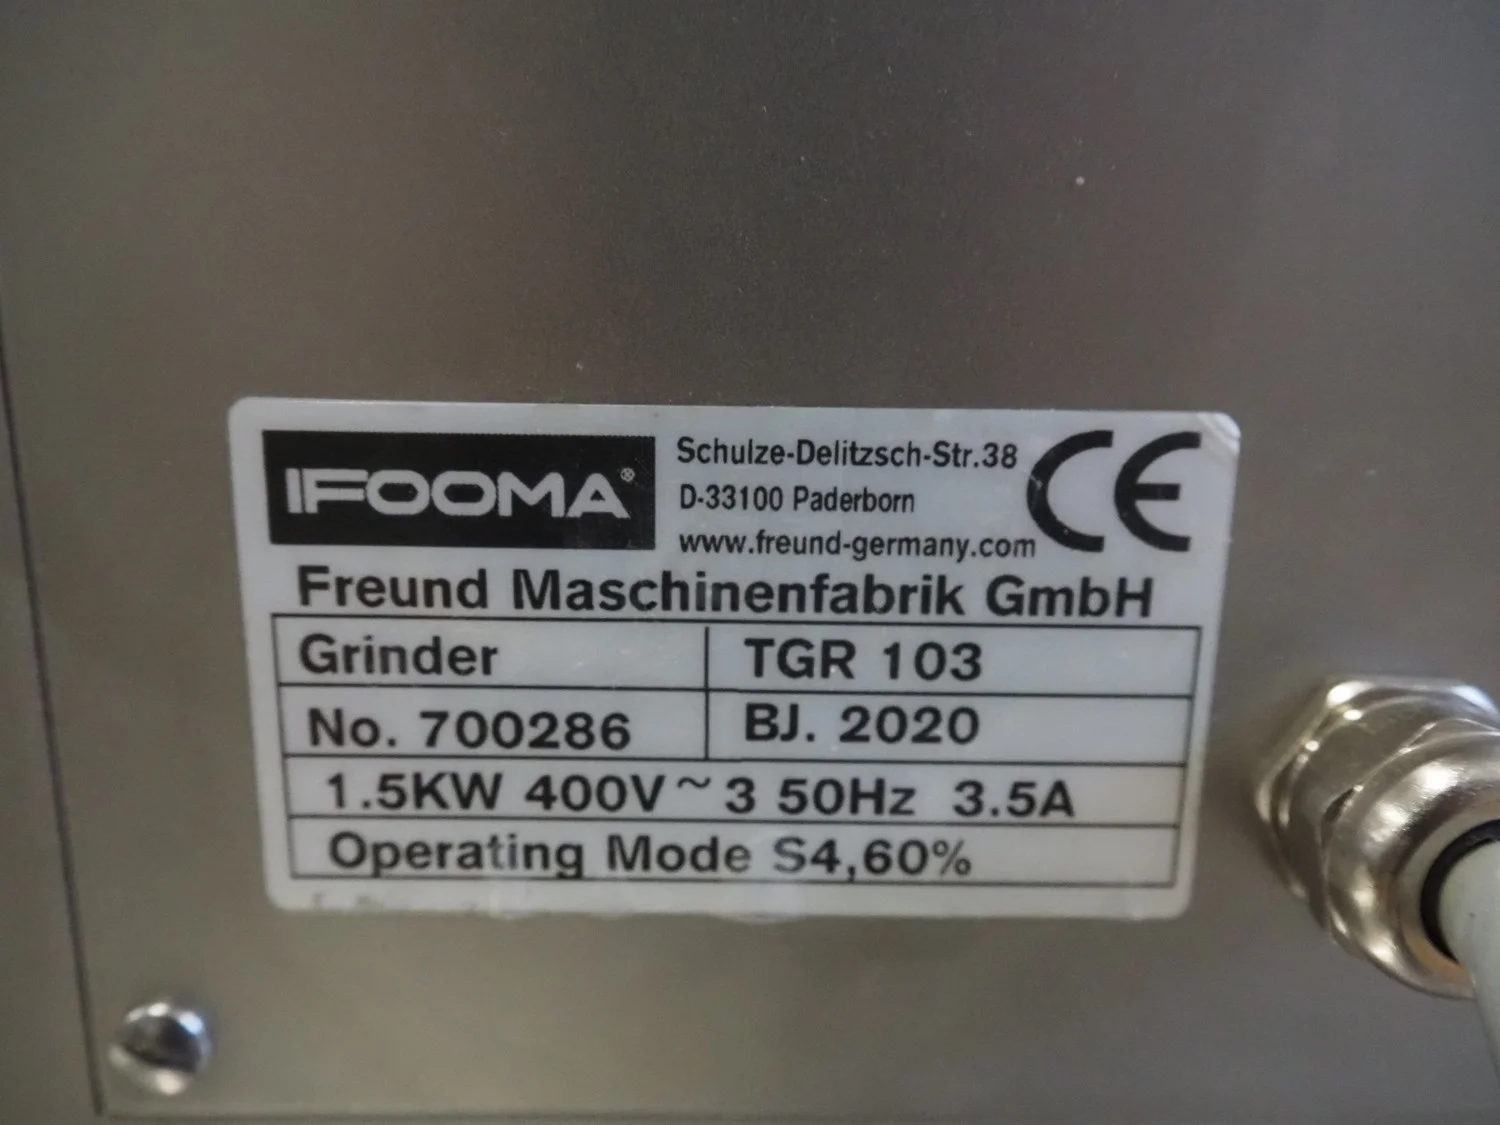 IFOOMA®
Schulze-Delitzsch-Str.38
D-33100 Paderborn
www.freund-germany.com
CE
Freund Maschinenfabrik GmbH
Grinder TGR 103
No. 700286 BJ. 2020
1.5KW 400V~3 50Hz 3.5A
Operating Mode S4,60%